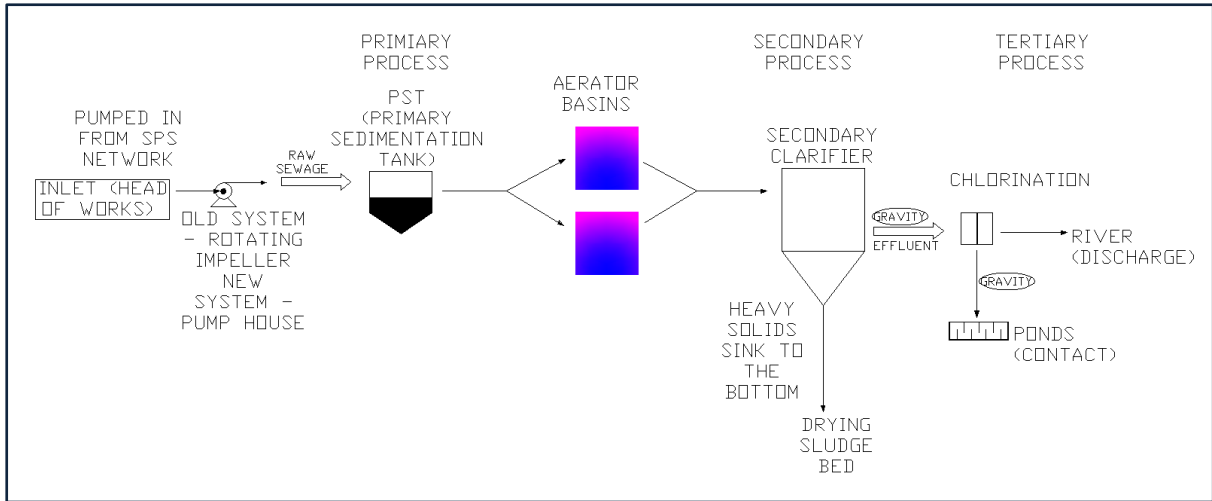 PRIMIARY
PROCESS
SECONDARY
PROCESS
TERTIARY
PROCESS
PUMPED IN
FROM SPS
NETWORK
INLET (HEAD
OF WORKS)
OLD SYSTEM
- ROTATING
IMPELLER
NEW
SYSTEM -
PUMP HOUSE
RAW
SEWAGE
PST
(PRIMARY
SEDIMENTATION
TANK)
AERATOR
BASINS
SECONDARY
CLARIFIER
HEAVY
SOLIDS
SINK TO
THE
BOTTOM
DRYING
SLUDGE
BED
GRAVITY
EFFLUENT
CHLORINATION
RIVER
(DISCHARGE)
GRAVITY
PONDS
(CONTACT)